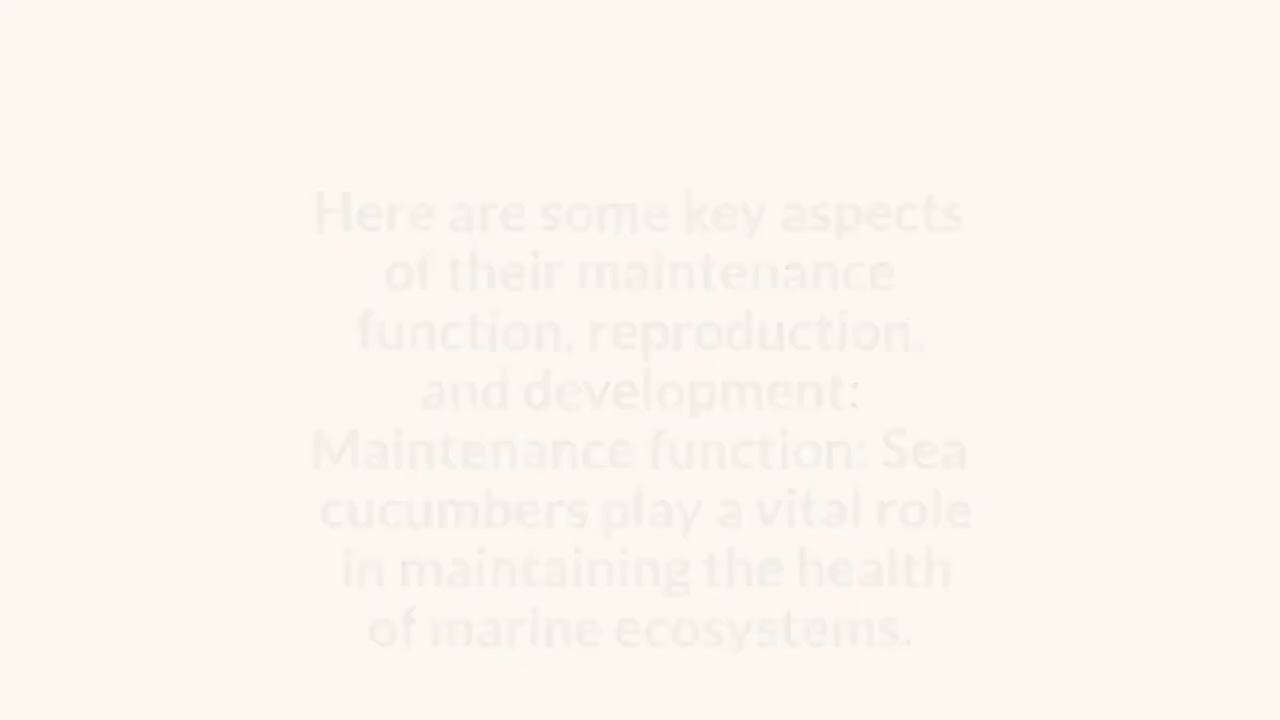 Here are some key aspects
of their maintenance
function, reproduction,
and development:
Maintenance function: Sea
cucumbers play a vital role
in maintaining the health
of marine ecosystems.